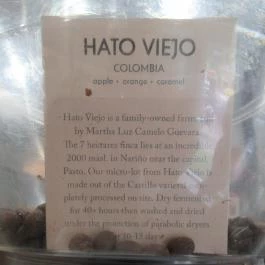 HATO VIEJO
COLOMBIA
apple + orange + caramel
Hato Viejo is a family-owned farm run
by Martha Luz Camelo Guevara.
The 7 hectares finca lies at an incredible
2000 masl. in Nariño near the capital,
Pasto. Our micro-lot from Hato Viejo is
made out of the Castillo varietal
pletely processed on site. Dry fermented
for 40+ hours then washed and dried
under the protection of parabolic dryers
10-15 days